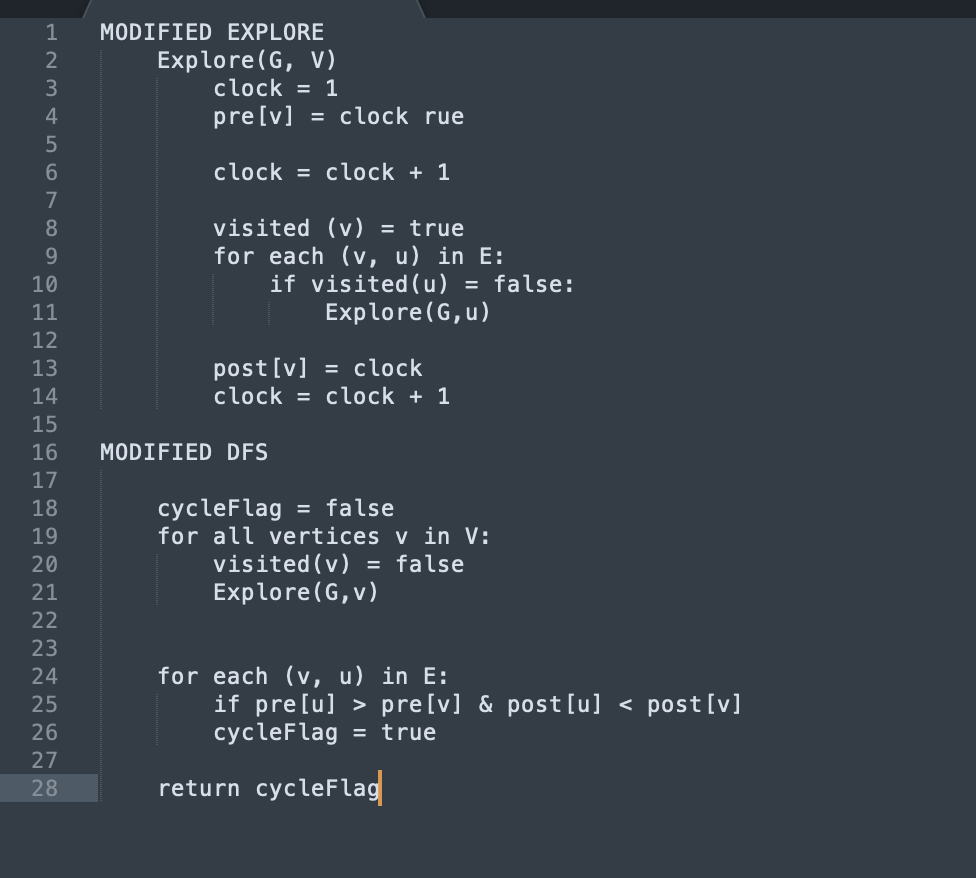 1 MODIFIED EXPLORE
2 Explore(G, V)
3 clock = 1
4 pre[v] = clock rue
5
6 clock = clock + 1
7
8 visited (v) = true
9 for each (v, u) in E:
10 if visited(u) = false:
11 Explore(G,u)
12
13 post[v] = clock
14 clock = clock + 1
15
16 MODIFIED DFS
17
18 cycleFlag = false
19 for all vertices v in V:
20 visited(v) = false
21 Explore(G,v)
22
23
24 for each (v, u) in E:
25 if pre[u] > pre[v] & post[u] < post[v]
26 cycleFlag = true
27
28 return cycleFlag